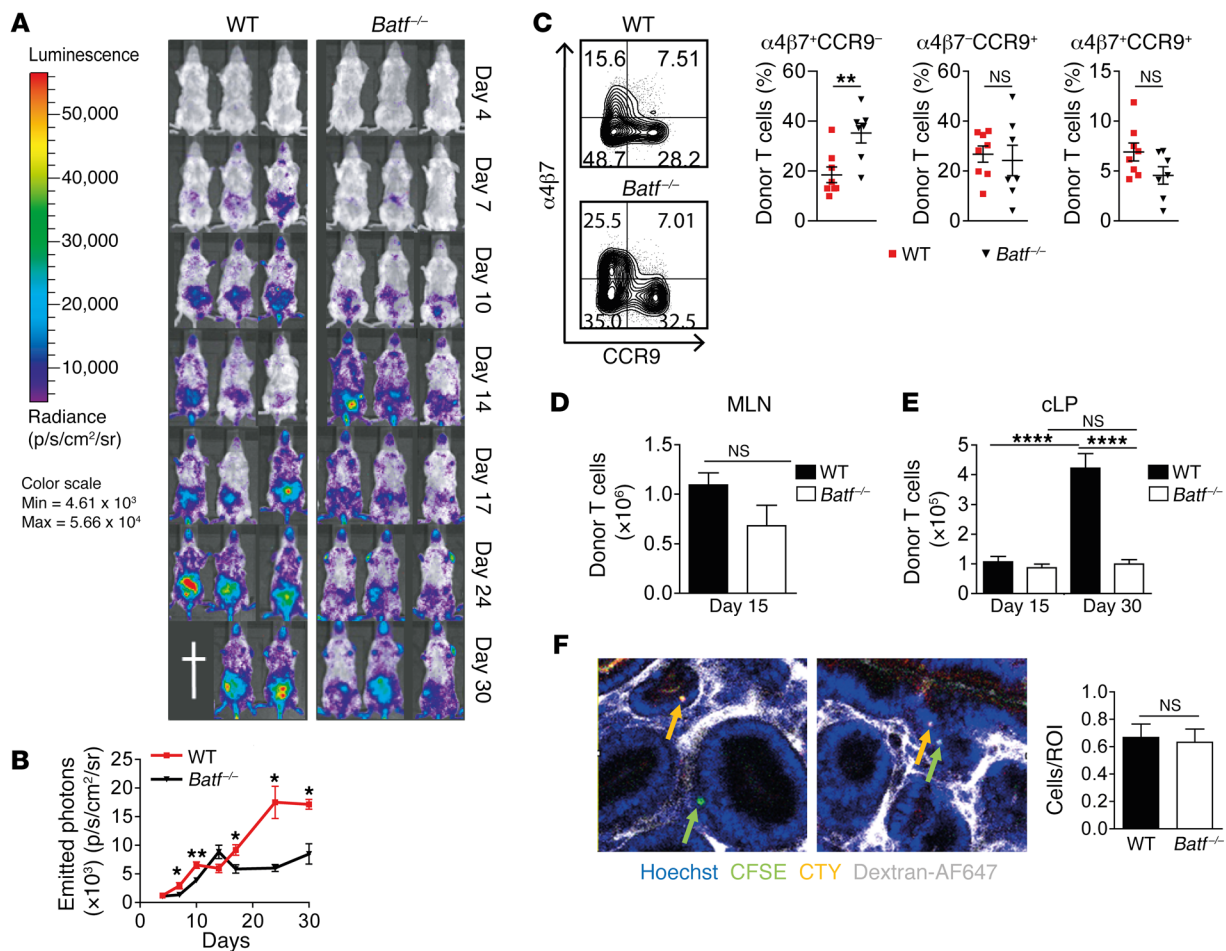 A
WT
Batf–/–
Luminescence
50,000
40,000
30,000
20,000
10,000
Radiance
(p/s/cm²/sr)
Color scale
Min = 4.61 x 10³
Max = 5.66 x 10⁴
Day 4
Day 7
Day 10
Day 14
Day 17
Day 24
Day 30
B
WT
Batf–/–
Emitted photons
(×10³) (p/s/cm²/sr)
25
20
15
10
5
0
*
**
*
*
*
0
10
20
30
Days
C
WT
15.6
7.51
48.7
28.2
Batf–/–
25.5
7.01
35.0
32.5
α4β7
CCR9
α4β7⁺CCR9⁻
Donor T cells (%)
60
40
20
0
**
α4β7⁻CCR9⁺
Donor T cells (%)
60
40
20
0
NS
α4β7⁺CCR9⁺
Donor T cells (%)
15
10
5
0
NS
WT
Batf–/–
D
MLN
Donor T cells
(×10⁶)
1.5
1.0
0.5
0.0
NS
Day 15
WT
Batf–/–
E
cLP
Donor T cells
(×10⁵)
5
4
3
2
1
0
NS
****
****
Day 15
Day 30
WT
Batf–/–
F
Hoechst CFSE CTY Dextran-AF647
Cells/ROI
1.0
0.8
0.6
0.4
0.2
0.0
NS
WT
Batf–/–